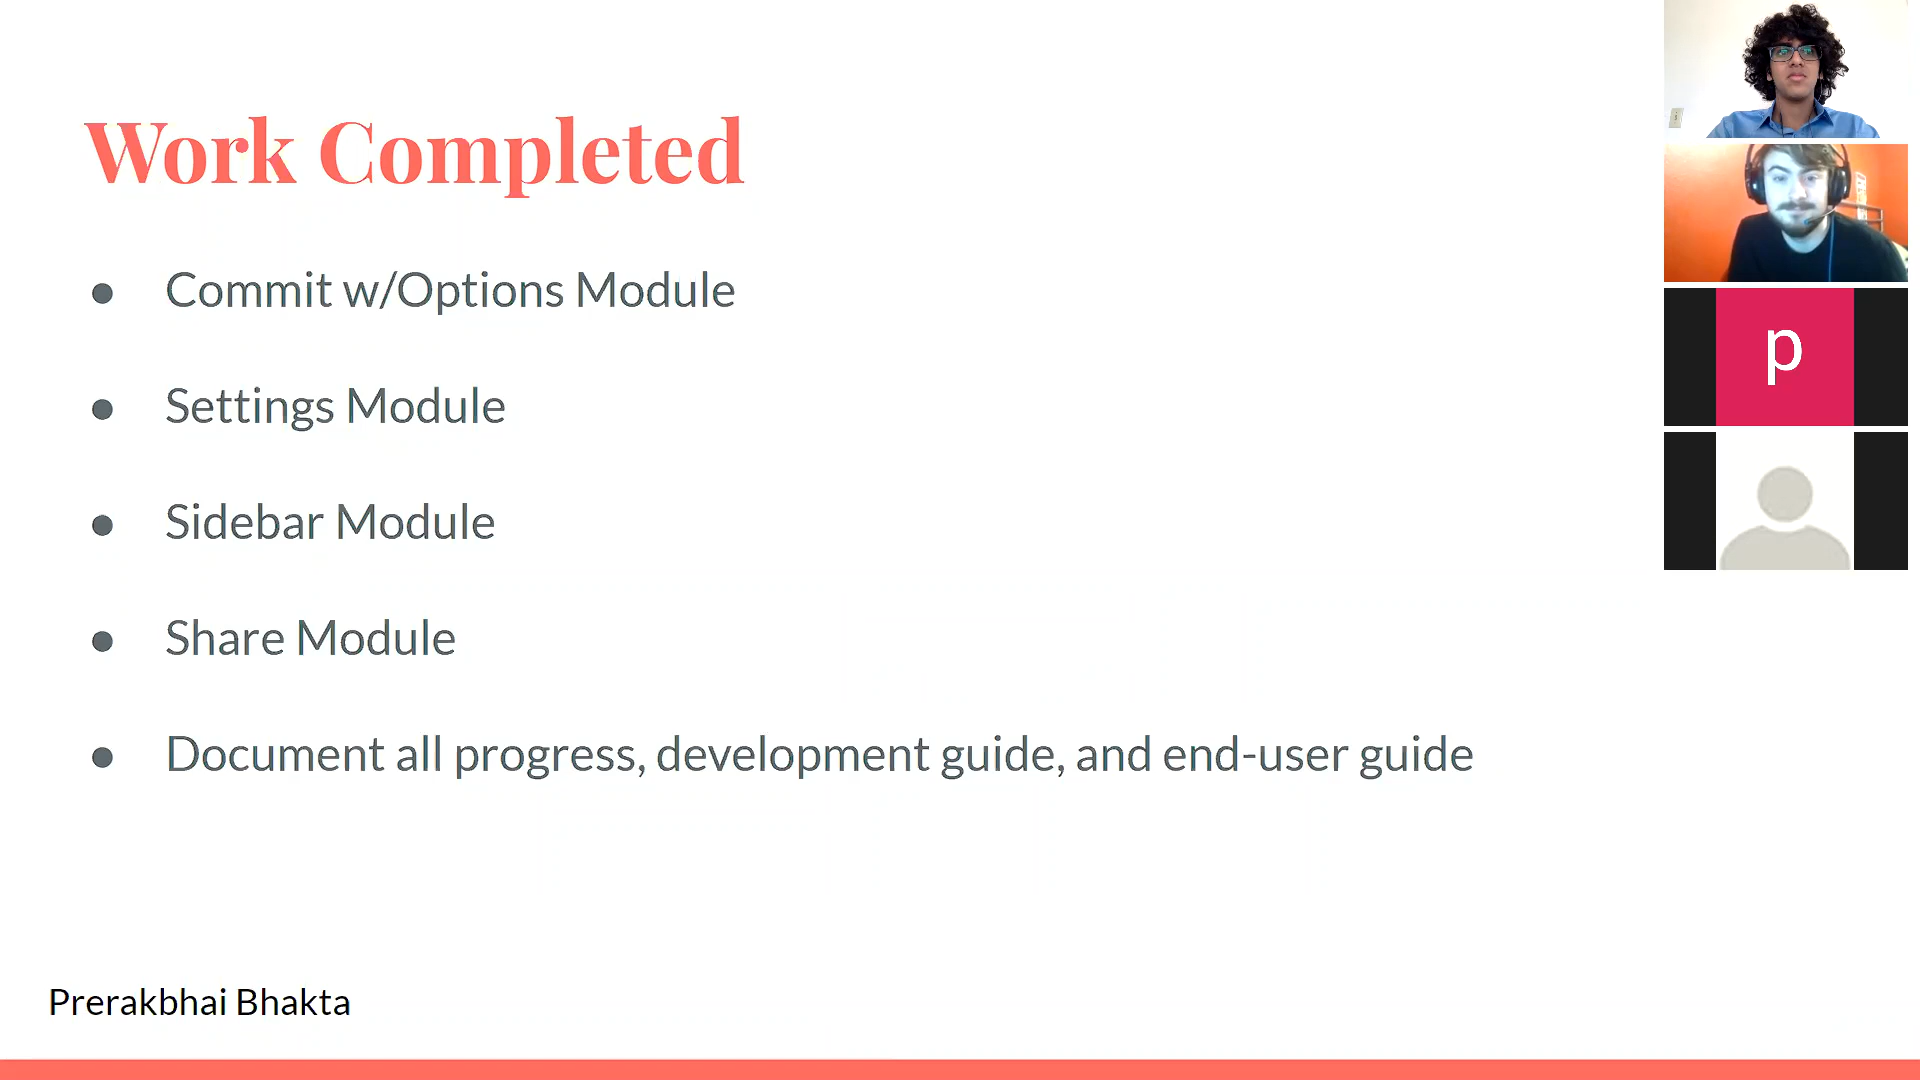 Work Completed
● Commit w/Options Module
● Settings Module
● Sidebar Module
● Share Module
● Document all progress, development guide, and end-user guide
Prerakbhai Bhakta
p